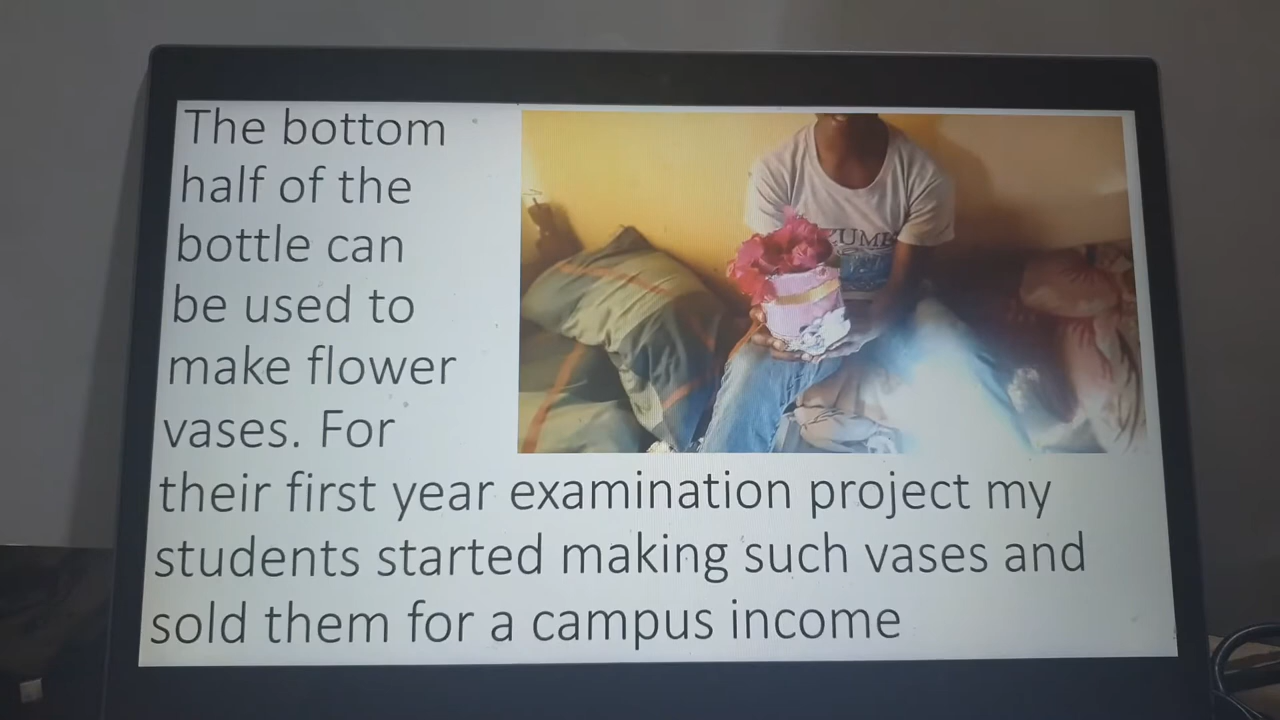 The bottom
half of the
bottle can
be used to
make flower
vases. For
their first year examination project my
students started making such vases and
sold them for a campus income